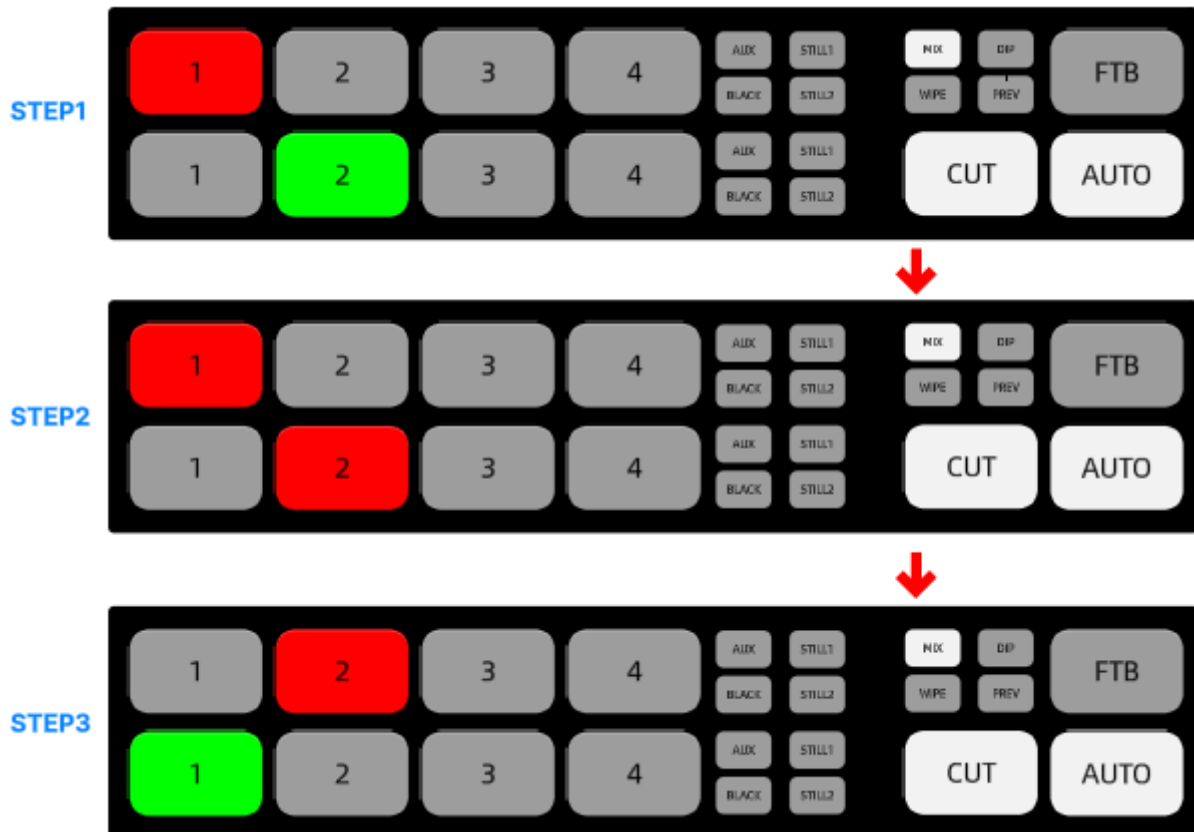 1 2 3 4 AUX STILL1 MIX DIP FTB
BLACK STILL2 WIPE PREV
STEP1
1 2 3 4 AUX STILL1 CUT AUTO
BLACK STILL2
1 2 3 4 AUX STILL1 MIX DIP FTB
BLACK STILL2 WIPE PREV
STEP2
1 2 3 4 AUX STILL1 CUT AUTO
BLACK STILL2
1 2 3 4 AUX STILL1 MIX DIP FTB
BLACK STILL2 WIPE PREV
STEP3
1 2 3 4 AUX STILL1 CUT AUTO
BLACK STILL2